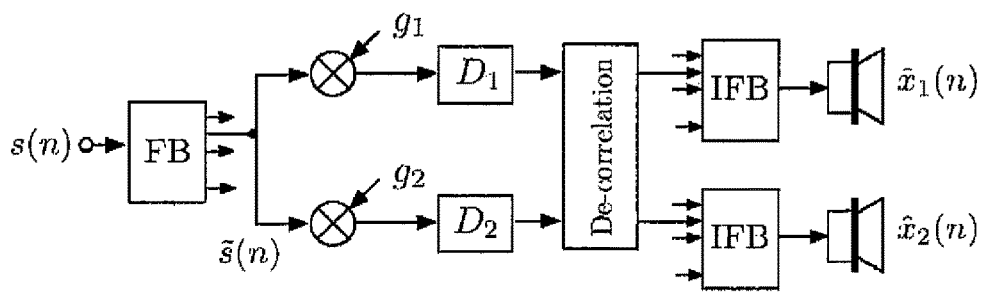 g₁
D₁
De-correlation
IFB
x̂₁(n)
s(n)
FB
g₂
D₂
IFB
x̂₂(n)
s̃(n)